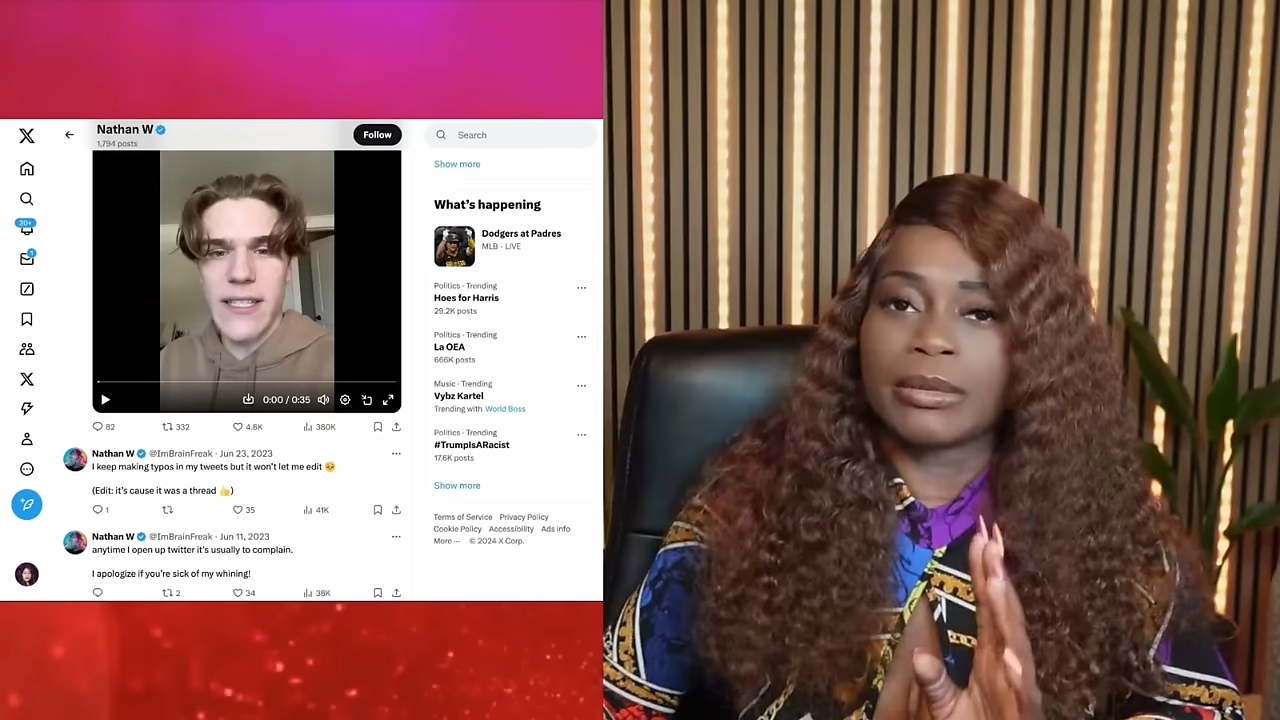 Nathan W
1,794 posts
Follow
Search
0:00 / 0:35
82
332
4.8K
380K
Nathan W @ImBrainFreak · Jun 23, 2023
I keep making typos in my tweets but it won't let me edit 🥺
(Edit: it's cause it was a thread 👍)
1
35
41K
Nathan W @ImBrainFreak · Jun 11, 2023
anytime I open up twitter it's usually to complain.
I apologize if you're sick of my whining!
2
34
38K
20+
1
Show more
What's happening
Dodgers at Padres
MLB · LIVE
Politics · Trending
Hoes for Harris
29.2K posts
Politics · Trending
La OEA
666K posts
Music · Trending
Vybz Kartel
Trending with World Boss
Politics · Trending
#TrumpIsARacist
17.6K posts
Show more
Terms of Service Privacy Policy
Cookie Policy Accessibility Ads info
More ··· © 2024 X Corp.